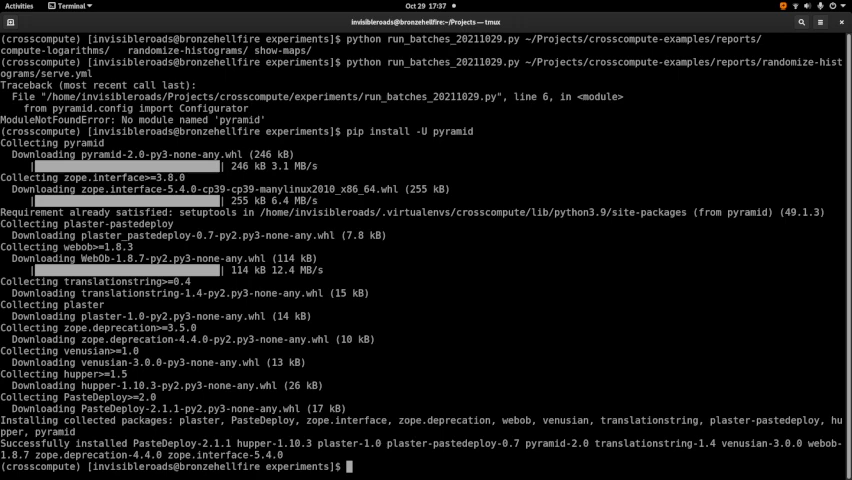 Activities Terminal Oct 29 17:37
invisibleroads@bronzehellfire:~/Projects — tmux
(crosscompute) [invisibleroads@bronzehellfire experiments]$ python run_batches_20211029.py ~/Projects/crosscompute-examples/reports/
compute-logarithms/ randomize-histograms/ show-maps/
(crosscompute) [invisibleroads@bronzehellfire experiments]$ python run_batches_20211029.py ~/Projects/crosscompute-examples/reports/randomize-hist
ograms/serve.yml
Traceback (most recent call last):
File "/home/invisibleroads/Projects/crosscompute/experiments/run_batches_20211029.py", line 6, in <module>
from pyramid.config import Configurator
ModuleNotFoundError: No module named 'pyramid'
(crosscompute) [invisibleroads@bronzehellfire experiments]$ pip install -U pyramid
Collecting pyramid
Downloading pyramid-2.0-py3-none-any.whl (246 kB)
| | 246 kB 3.1 MB/s
Collecting zope.interface>=3.8.0
Downloading zope.interface-5.4.0-cp39-cp39-manylinux2010_x86_64.whl (255 kB)
| | 255 kB 6.4 MB/s
Requirement already satisfied: setuptools in /home/invisibleroads/.virtualenvs/crosscompute/lib/python3.9/site-packages (from pyramid) (49.1.3)
Collecting plaster-pastedeploy
Downloading plaster_pastedeploy-0.7-py2.py3-none-any.whl (7.8 kB)
Collecting webob>=1.8.3
Downloading WebOb-1.8.7-py2.py3-none-any.whl (114 kB)
| | 114 kB 12.4 MB/s
Collecting translationstring>=0.4
Downloading translationstring-1.4-py2.py3-none-any.whl (15 kB)
Collecting plaster
Downloading plaster-1.0-py2.py3-none-any.whl (14 kB)
Collecting zope.deprecation>=3.5.0
Downloading zope.deprecation-4.4.0-py2.py3-none-any.whl (10 kB)
Collecting venusian>=1.0
Downloading venusian-3.0.0-py3-none-any.whl (13 kB)
Collecting hupper>=1.5
Downloading hupper-1.10.3-py2.py3-none-any.whl (26 kB)
Collecting PasteDeploy>=2.0
Downloading PasteDeploy-2.1.1-py2.py3-none-any.whl (17 kB)
Installing collected packages: plaster, PasteDeploy, zope.interface, zope.deprecation, webob, venusian, translationstring, plaster-pastedeploy, hu
pper, pyramid
Successfully installed PasteDeploy-2.1.1 hupper-1.10.3 plaster-1.0 plaster-pastedeploy-0.7 pyramid-2.0 translationstring-1.4 venusian-3.0.0 webob-
1.8.7 zope.deprecation-4.4.0 zope.interface-5.4.0
(crosscompute) [invisibleroads@bronzehellfire experiments]$